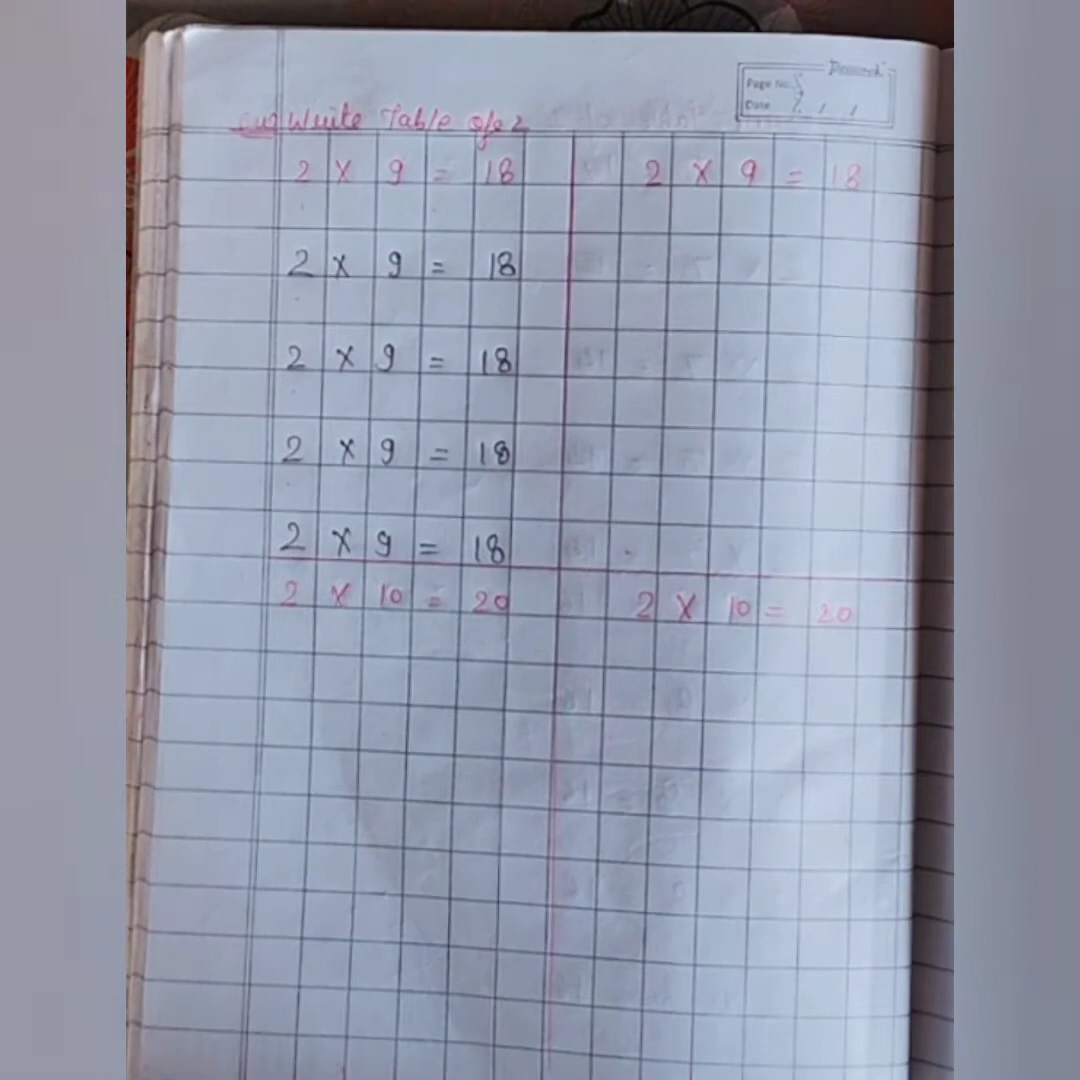 Page No.
Date
Write Table of 2
2 × 9 = 18 2 × 9 = 18
2 × 9 = 18
2 × 9 = 18
2 × 9 = 18
2 × 9 = 18
2 × 10 = 20 2 × 10 = 20